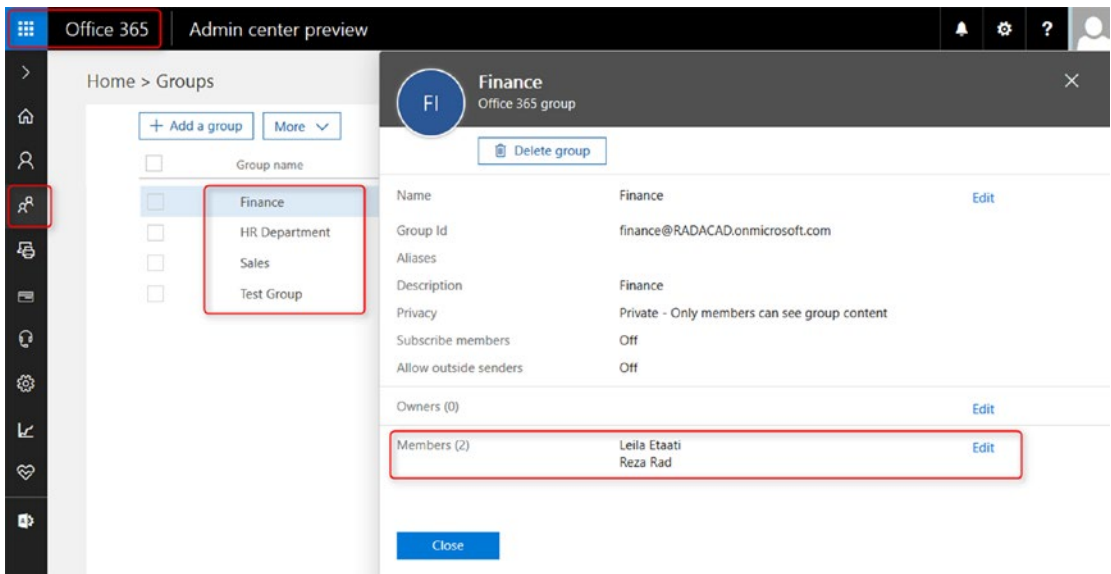 Office 365 Admin center preview ?
Home > Groups
+ Add a group More
Group name
Finance
HR Department
Sales
Test Group
FI
Finance
Office 365 group
Delete group
Name Finance Edit
Group Id finance@RADACAD.onmicrosoft.com
Aliases
Description Finance
Privacy Private - Only members can see group content
Subscribe members Off
Allow outside senders Off
Owners (0) Edit
Members (2) Leila Etaati Edit
Reza Rad
Close